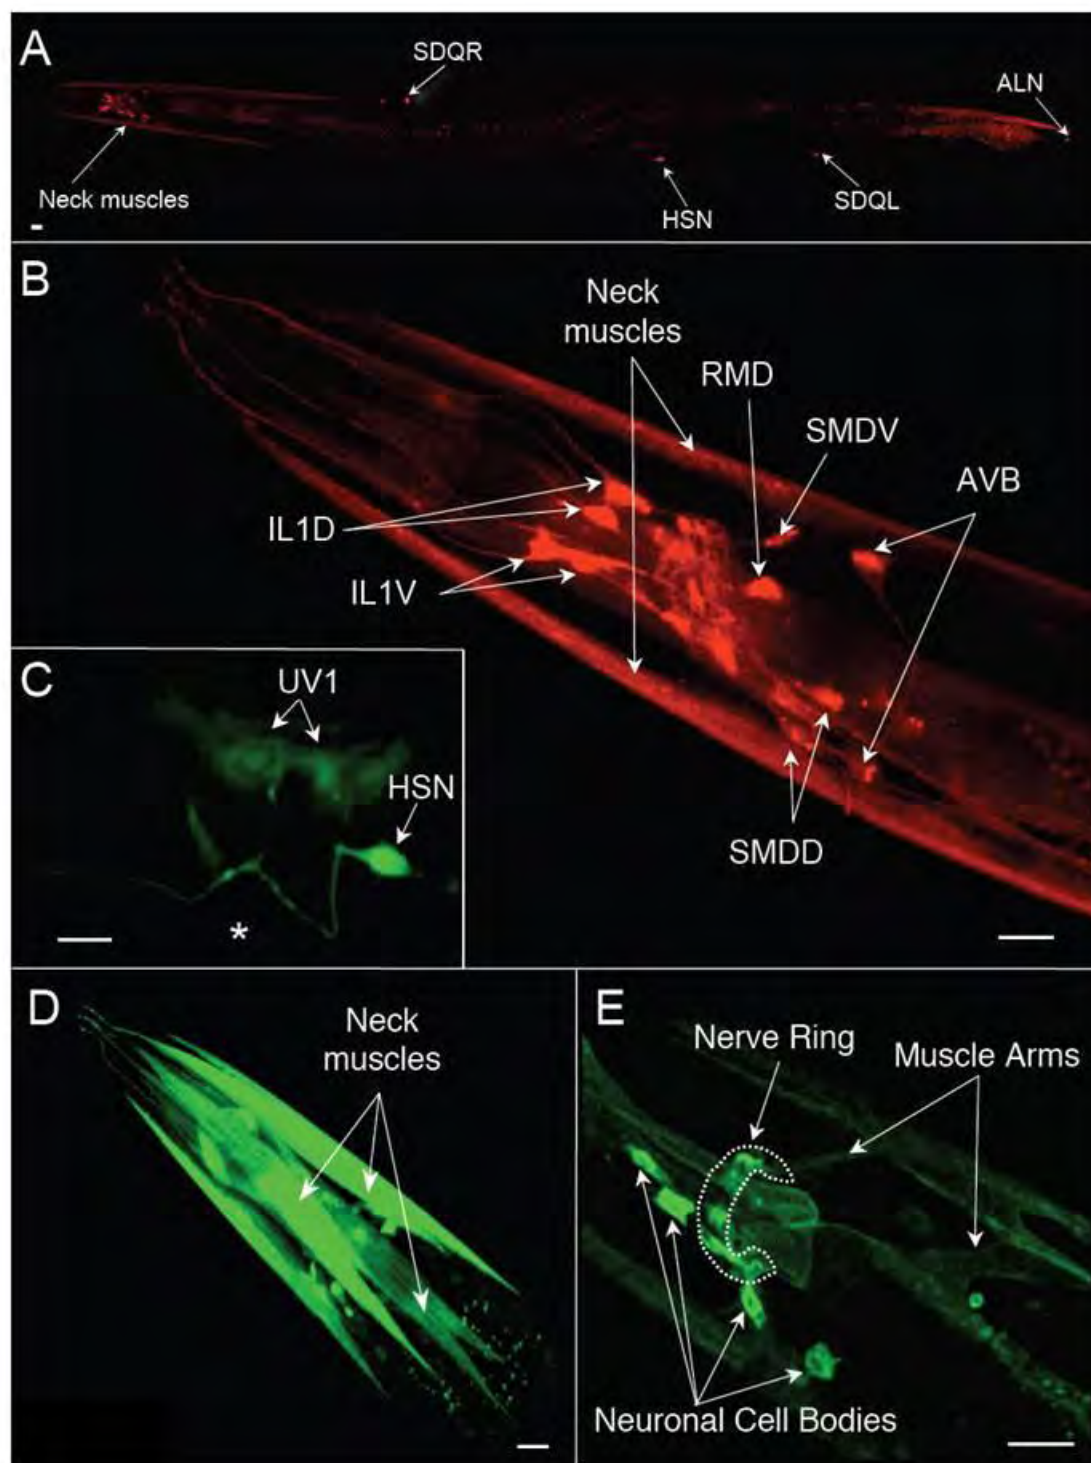 A
SDQR
ALN
Neck muscles
HSN
SDQL
B
Neck
muscles
RMD
SMDV
AVB
IL1D
IL1V
SMDD
C
UV1
HSN
*
D
Neck
muscles
E
Nerve Ring
Muscle Arms
Neuronal Cell Bodies